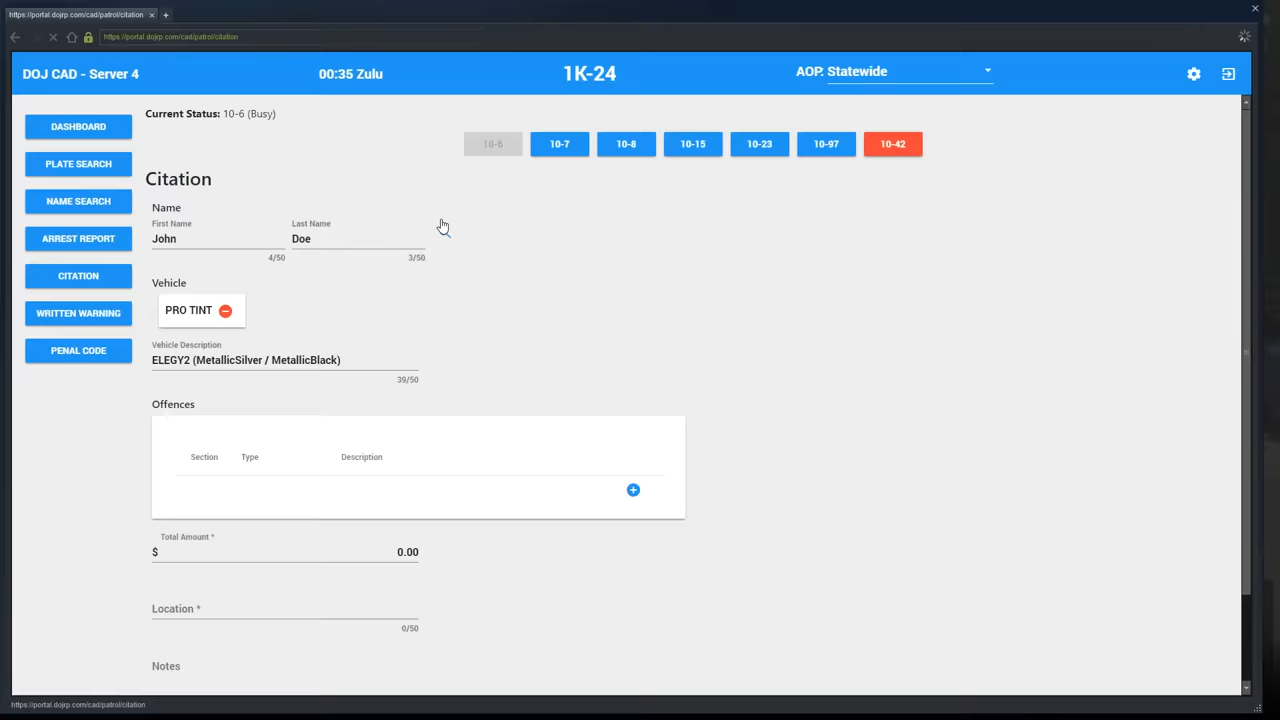 https://portal.dojrp.com/cad/patrol/citation
https://portal.dojrp.com/cad/patrol/citation
DOJ CAD - Server 4
00:35 Zulu
1K-24
AOP: Statewide
Current Status: 10-6 (Busy)
10-6
10-7
10-8
10-15
10-23
10-97
10-42
DASHBOARD
PLATE SEARCH
NAME SEARCH
ARREST REPORT
CITATION
WRITTEN WARNING
PENAL CODE
Citation
Name
First Name
Last Name
John
Doe
4/50
3/50
Vehicle
PRO TINT
Vehicle Description
ELEGY2 (MetallicSilver / MetallicBlack)
39/50
Offences
Section Type Description
Total Amount *
$ 0.00
Location *
0/50
Notes
https://portal.dojrp.com/cad/patrol/citation